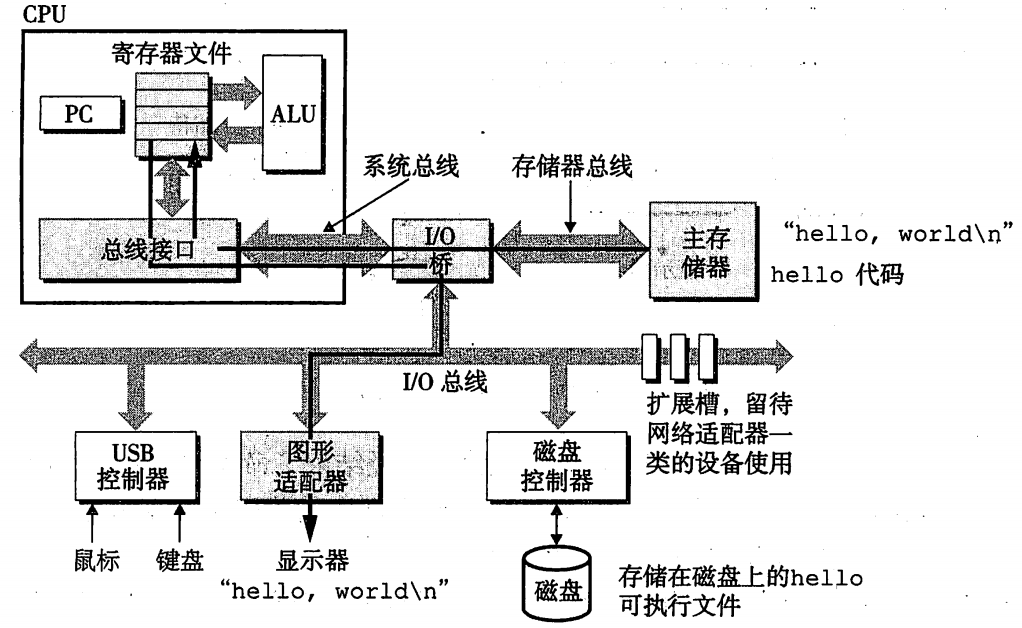 CPU
寄存器文件
PC
ALU
系统总线
存储器总线
总线接口
I/O
桥
主存
储器
“hello, world\n”
hello 代码
I/O 总线
扩展槽，留待
网络适配器一
类的设备使用
USB
控制器
图形
适配器
磁盘
控制器
鼠标
键盘
显示器
“hello, world\n”
磁盘
存储在磁盘上的hello
可执行文件